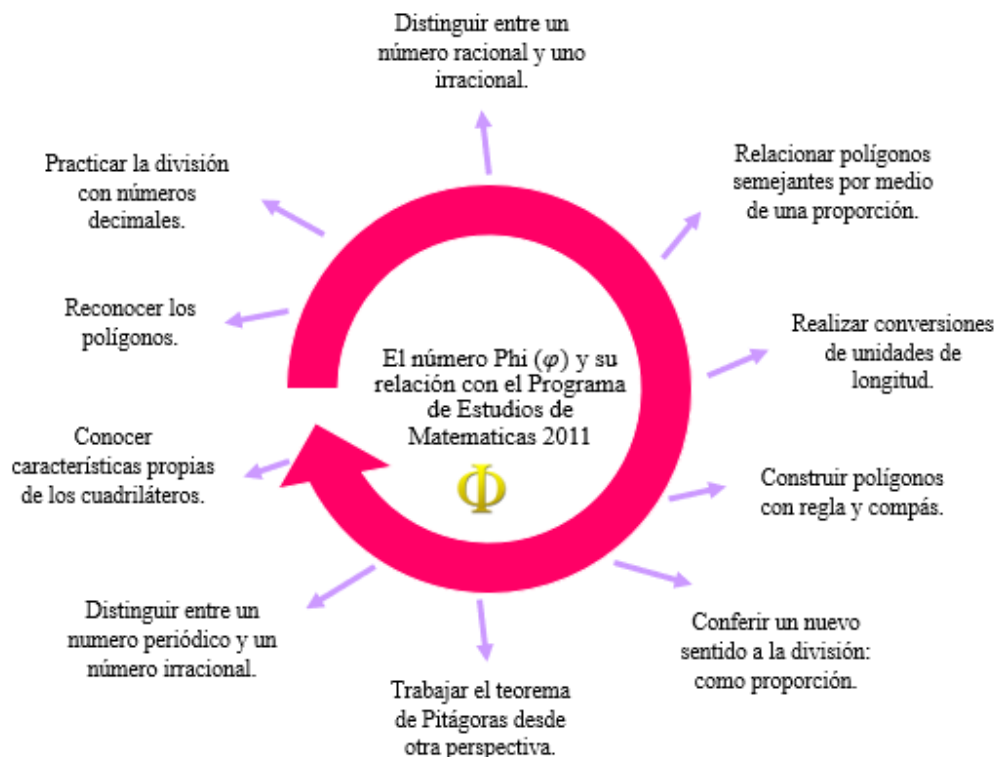 Distinguir entre un
número racional y uno
irracional.
Relacionar polígonos
semejantes por medio
de una proporción.
Realizar conversiones
de unidades de
longitud.
Construir polígonos
con regla y compás.
Conferir un nuevo
sentido a la división:
como proporción.
Trabajar el teorema
de Pitágoras desde
otra perspectiva.
Distinguir entre un
numero periódico y un
número irracional.
Conocer
características propias
de los cuadriláteros.
Reconocer los
polígonos.
Practicar la división
con números
decimales.
El número Phi (𝜑) y su
relación con el Programa
de Estudios de
Matematicas 2011
Φ